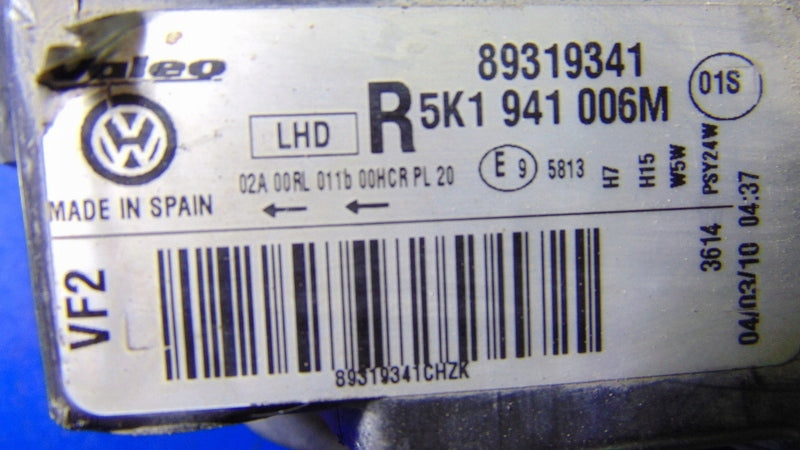 Valeo
89319341
01S
LHD
R 5K1 941 006M
02A 00RL 011b 00HCR PL 20
E 9 5813
H7
H15
W5W
PSY24W
MADE IN SPAIN
3614
04/03/10 04:37
VF2
89319341CHZK